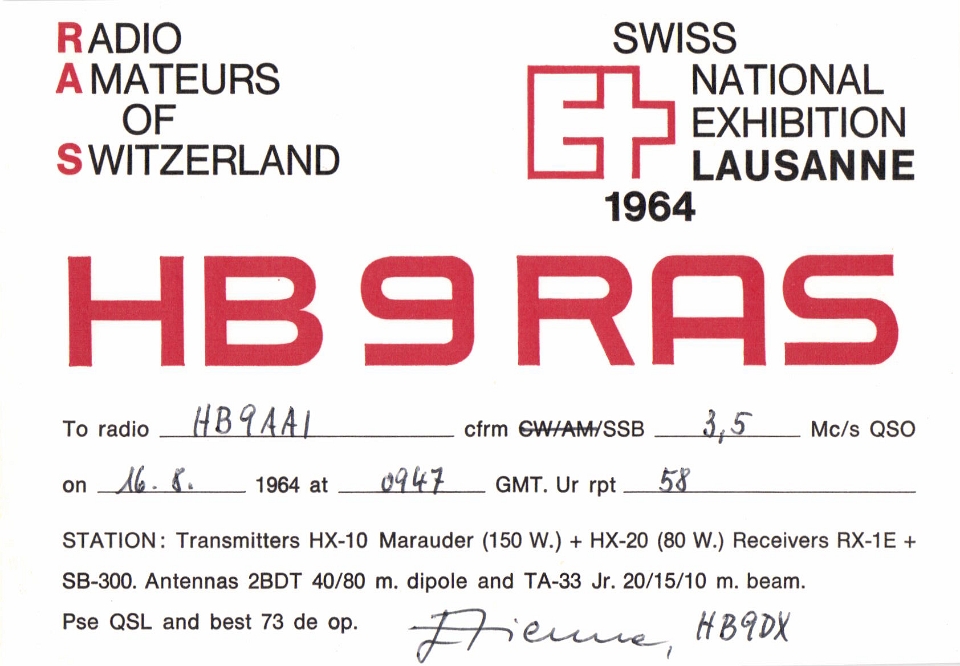 RADIO
AMATEURS
OF
SWITZERLAND
SWISS
NATIONAL
EXHIBITION
LAUSANNE
1964
HB9RAS
To radio HB9AAI cfrm CW/AM/SSB 3,5 Mc/s QSO
on 16. 8. 1964 at 0947 GMT. Ur rpt 58
STATION: Transmitters HX-10 Marauder (150 W.) + HX-20 (80 W.) Receivers RX-1E +
SB-300. Antennas 2BDT 40/80 m. dipole and TA-33 Jr. 20/15/10 m. beam.
Pse QSL and best 73 de op. HB9DX